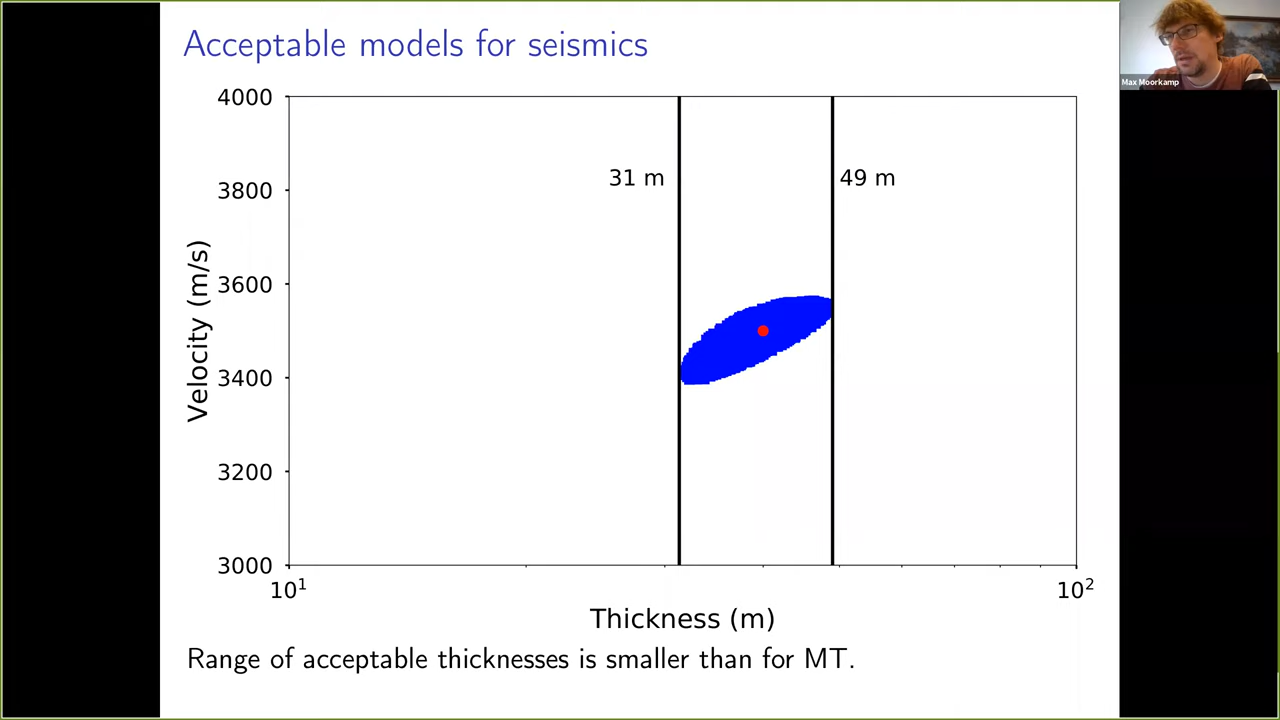 Acceptable models for seismics
Max Moorkamp
4000
3800
3600
3400
3200
3000
Velocity (m/s)
31 m
49 m
10¹
10²
Thickness (m)
Range of acceptable thicknesses is smaller than for MT.